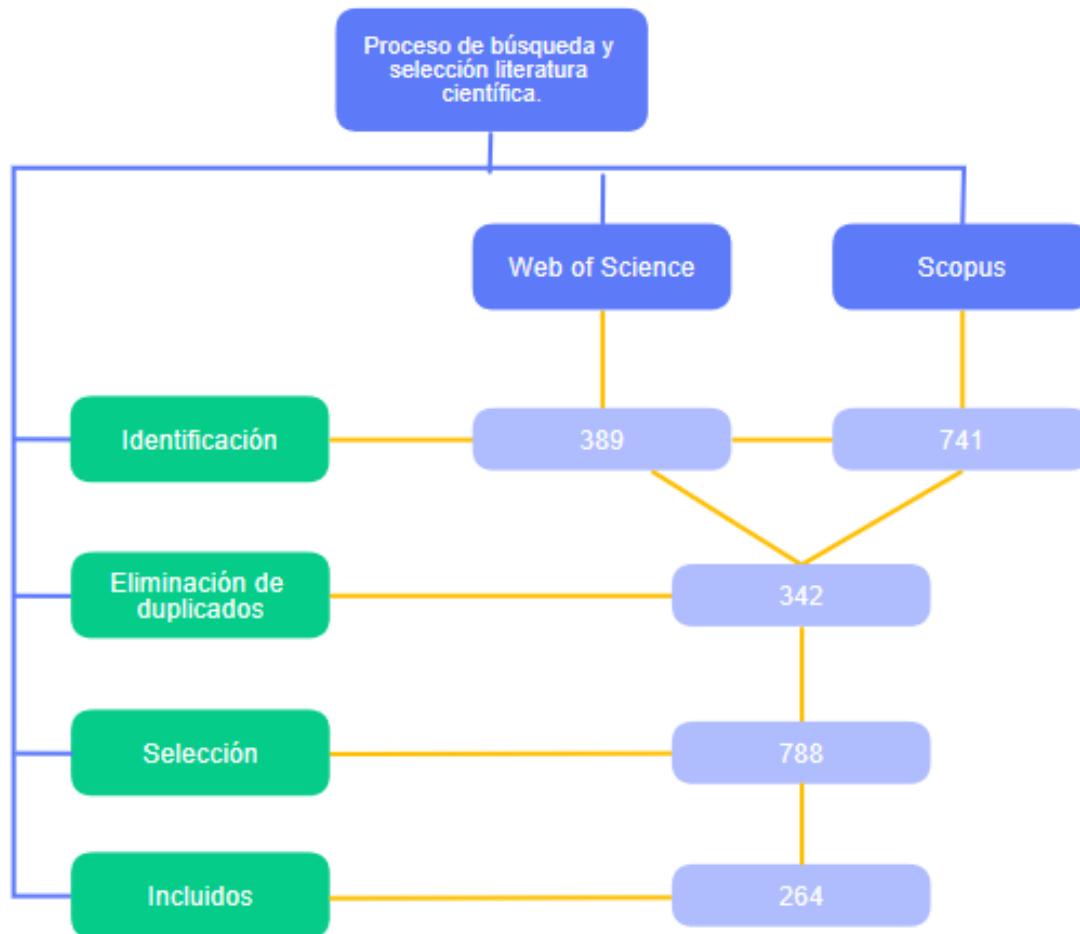 Proceso de búsqueda y
selección literatura
científica.
Web of Science
Scopus
Identificación
389
741
Eliminación de
duplicados
342
Selección
788
Incluidos
264